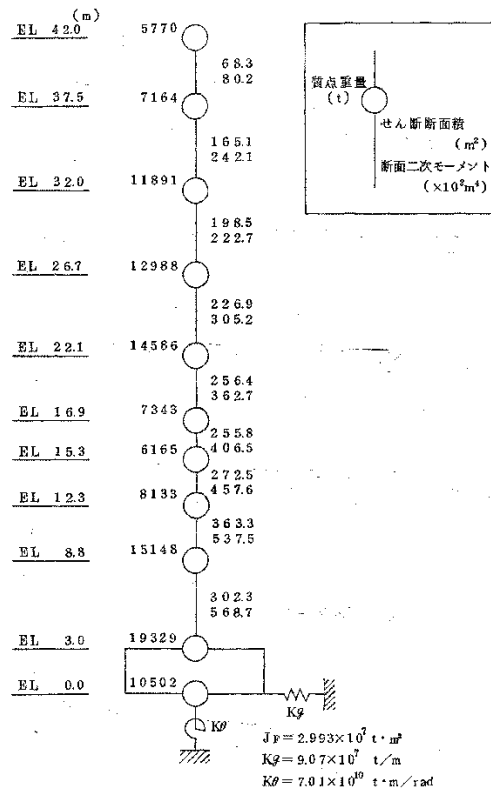 (m)
EL 42.0 5770
68.3
80.2
EL 37.5 7164
165.1
242.1
EL 32.0 11891
198.5
222.7
EL 26.7 12988
226.9
305.2
EL 22.1 14586
256.4
362.7
EL 16.9 7343
255.8
406.5
EL 15.3 6165
272.5
457.6
EL 12.3 8133
363.3
537.5
EL 8.8 15148
302.3
568.7
EL 3.0 19329
EL 0.0 10502
Kθ
Kℊ
質点重量
(t)
せん断断面積
(m²)
断面二次モーメント
(×10²m⁴)
JF=2.993×10⁷ t・m²
Kℊ=9.07×10⁷ t/m
Kθ=7.01×10¹⁰ t・m/rad